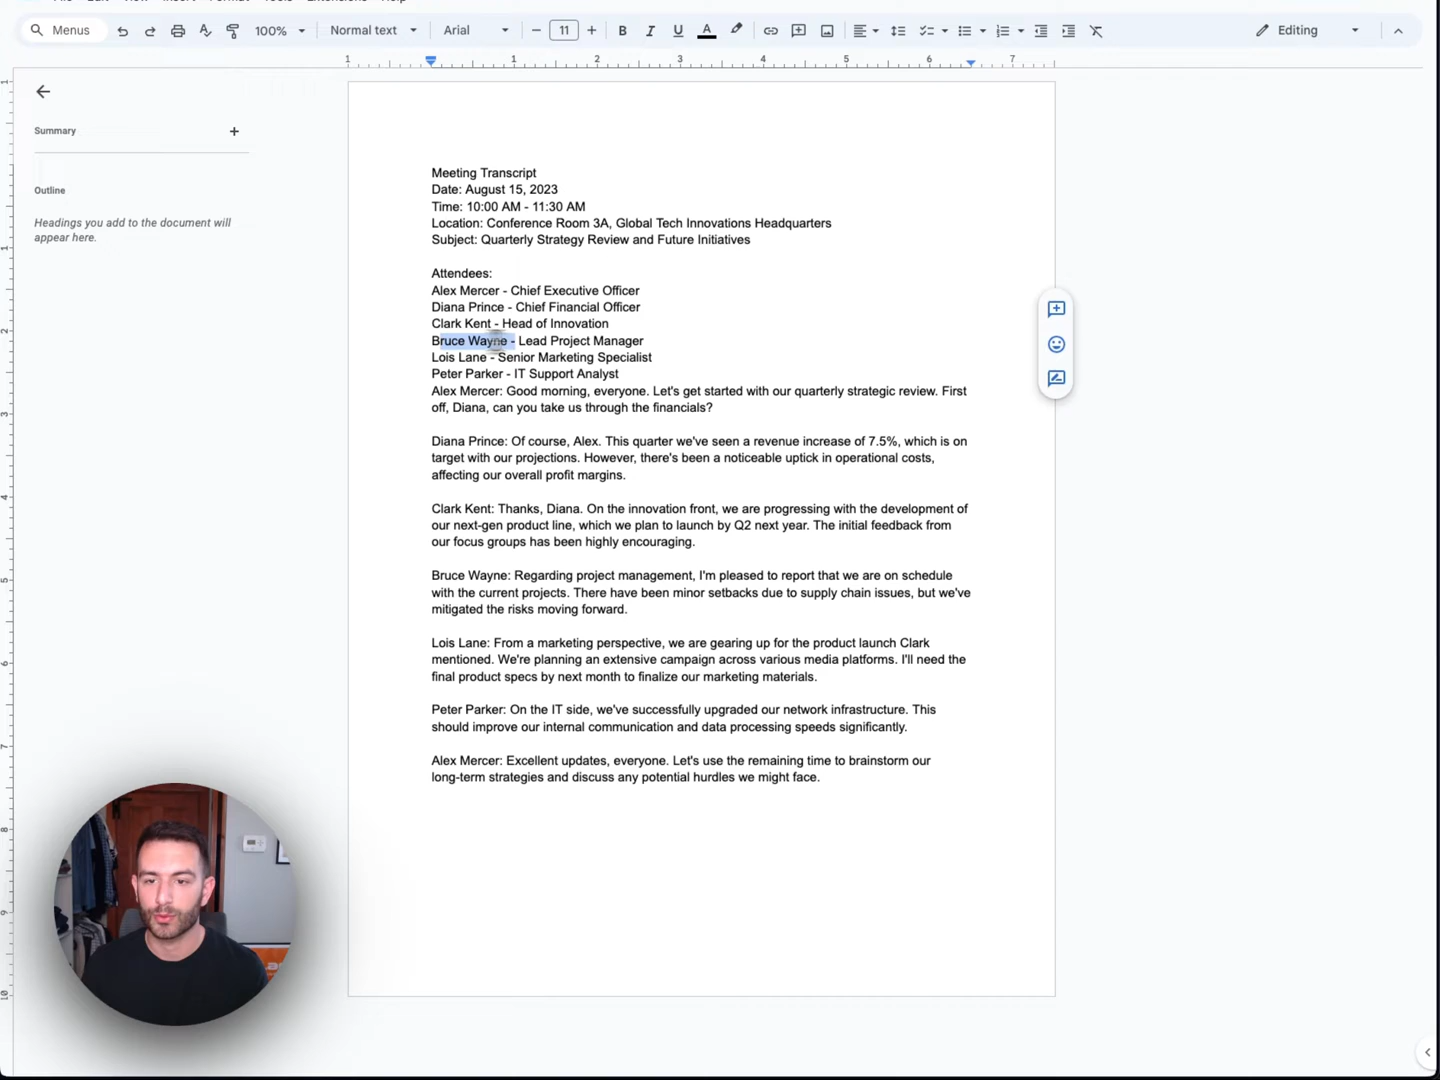 Menus
100%
Normal text
Arial
11
B
I
U
A
Editing
1
1
2
3
4
5
6
7
Summary
Outline
Headings you add to the document will
appear here.
Meeting Transcript
Date: August 15, 2023
Time: 10:00 AM - 11:30 AM
Location: Conference Room 3A, Global Tech Innovations Headquarters
Subject: Quarterly Strategy Review and Future Initiatives
Attendees:
Alex Mercer - Chief Executive Officer
Diana Prince - Chief Financial Officer
Clark Kent - Head of Innovation
Bruce Wayne - Lead Project Manager
Lois Lane - Senior Marketing Specialist
Peter Parker - IT Support Analyst
Alex Mercer: Good morning, everyone. Let's get started with our quarterly strategic review. First
off, Diana, can you take us through the financials?
Diana Prince: Of course, Alex. This quarter we've seen a revenue increase of 7.5%, which is on
target with our projections. However, there's been a noticeable uptick in operational costs,
affecting our overall profit margins.
Clark Kent: Thanks, Diana. On the innovation front, we are progressing with the development of
our next-gen product line, which we plan to launch by Q2 next year. The initial feedback from
our focus groups has been highly encouraging.
Bruce Wayne: Regarding project management, I'm pleased to report that we are on schedule
with the current projects. There have been minor setbacks due to supply chain issues, but we've
mitigated the risks moving forward.
Lois Lane: From a marketing perspective, we are gearing up for the product launch Clark
mentioned. We're planning an extensive campaign across various media platforms. I'll need the
final product specs by next month to finalize our marketing materials.
Peter Parker: On the IT side, we've successfully upgraded our network infrastructure. This
should improve our internal communication and data processing speeds significantly.
Alex Mercer: Excellent updates, everyone. Let's use the remaining time to brainstorm our
long-term strategies and discuss any potential hurdles we might face.